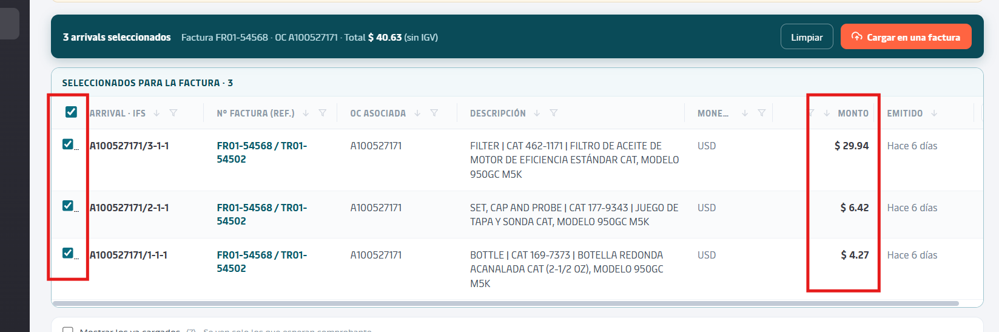 3 arrivals seleccionados Factura FR01-54568 · OC A100527171 · Total $ 40.63 (sin IGV) Limpiar Cargar en una factura
SELECCIONADOS PARA LA FACTURA · 3
ARRIVAL · IFS N° FACTURA (REF.) OC ASOCIADA DESCRIPCIÓN MONE... MONTO EMITIDO
... A100527171/3-1-1 FR01-54568 / TR01- A100527171 FILTER | CAT 462-1171 | FILTRO DE ACEITE DE USD $ 29.94 Hace 6 días
54502 MOTOR DE EFICIENCIA ESTÁNDAR CAT, MODELO
950GC M5K
... A100527171/2-1-1 FR01-54568 / TR01- A100527171 SET, CAP AND PROBE | CAT 177-9343 | JUEGO DE USD $ 6.42 Hace 6 días
54502 TAPA Y SONDA CAT, MODELO 950GC M5K
... A100527171/1-1-1 FR01-54568 / TR01- A100527171 BOTTLE | CAT 169-7373 | BOTELLA REDONDA USD $ 4.27 Hace 6 días
54502 ACANALADA CAT (2-1/2 OZ), MODELO 950GC
M5K
Mostrar los ya cargados (7) · Se ven solo los que esperan comprobante